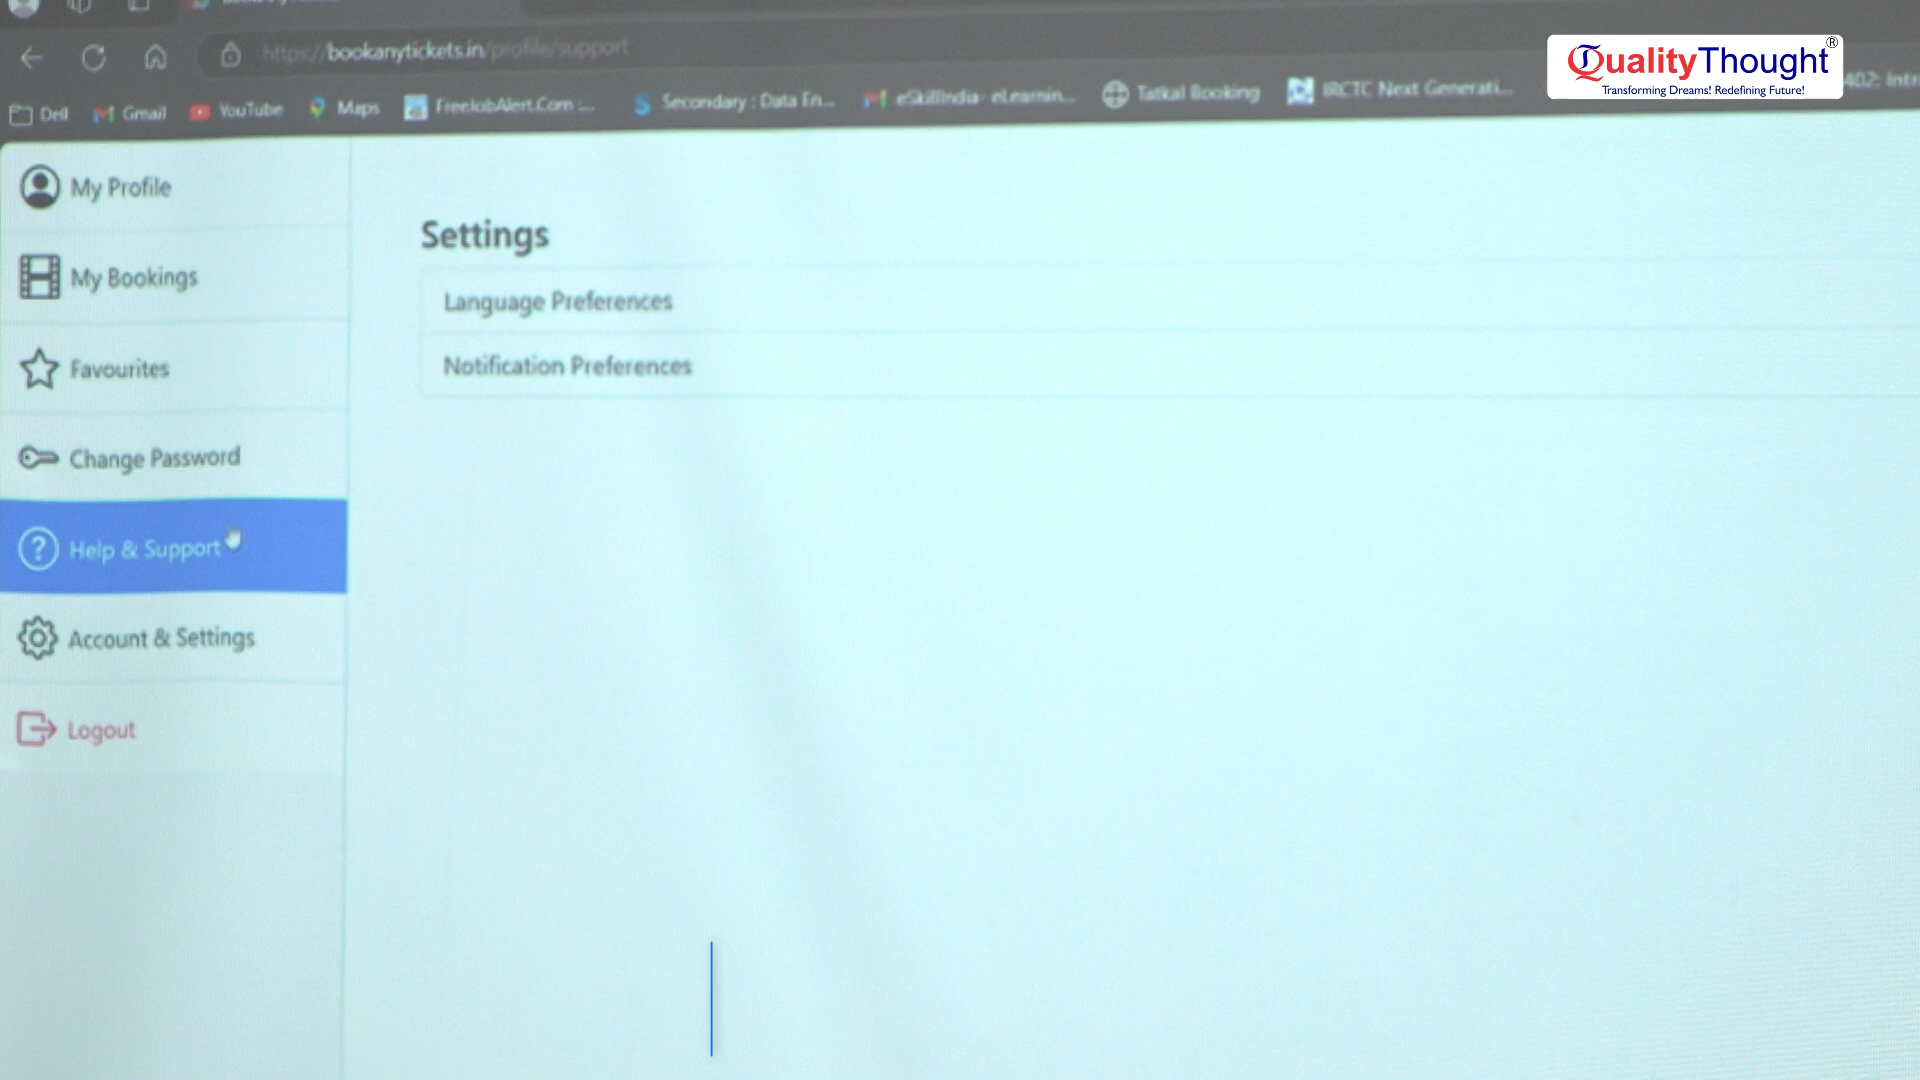 https://bookanytickets.in/profile/support
QualityThought®
Transforming Dreams! Redefining Future!
Dell
Gmail
YouTube
Maps
FreeJobAlert.Com :...
Secondary : Data En...
eSkillIndia- eLearnin...
Tatkal Booking
IRCTC Next Generati...
402: Intr
My Profile
My Bookings
Favourites
Change Password
Help & Support
Account & Settings
Logout
Settings
Language Preferences
Notification Preferences